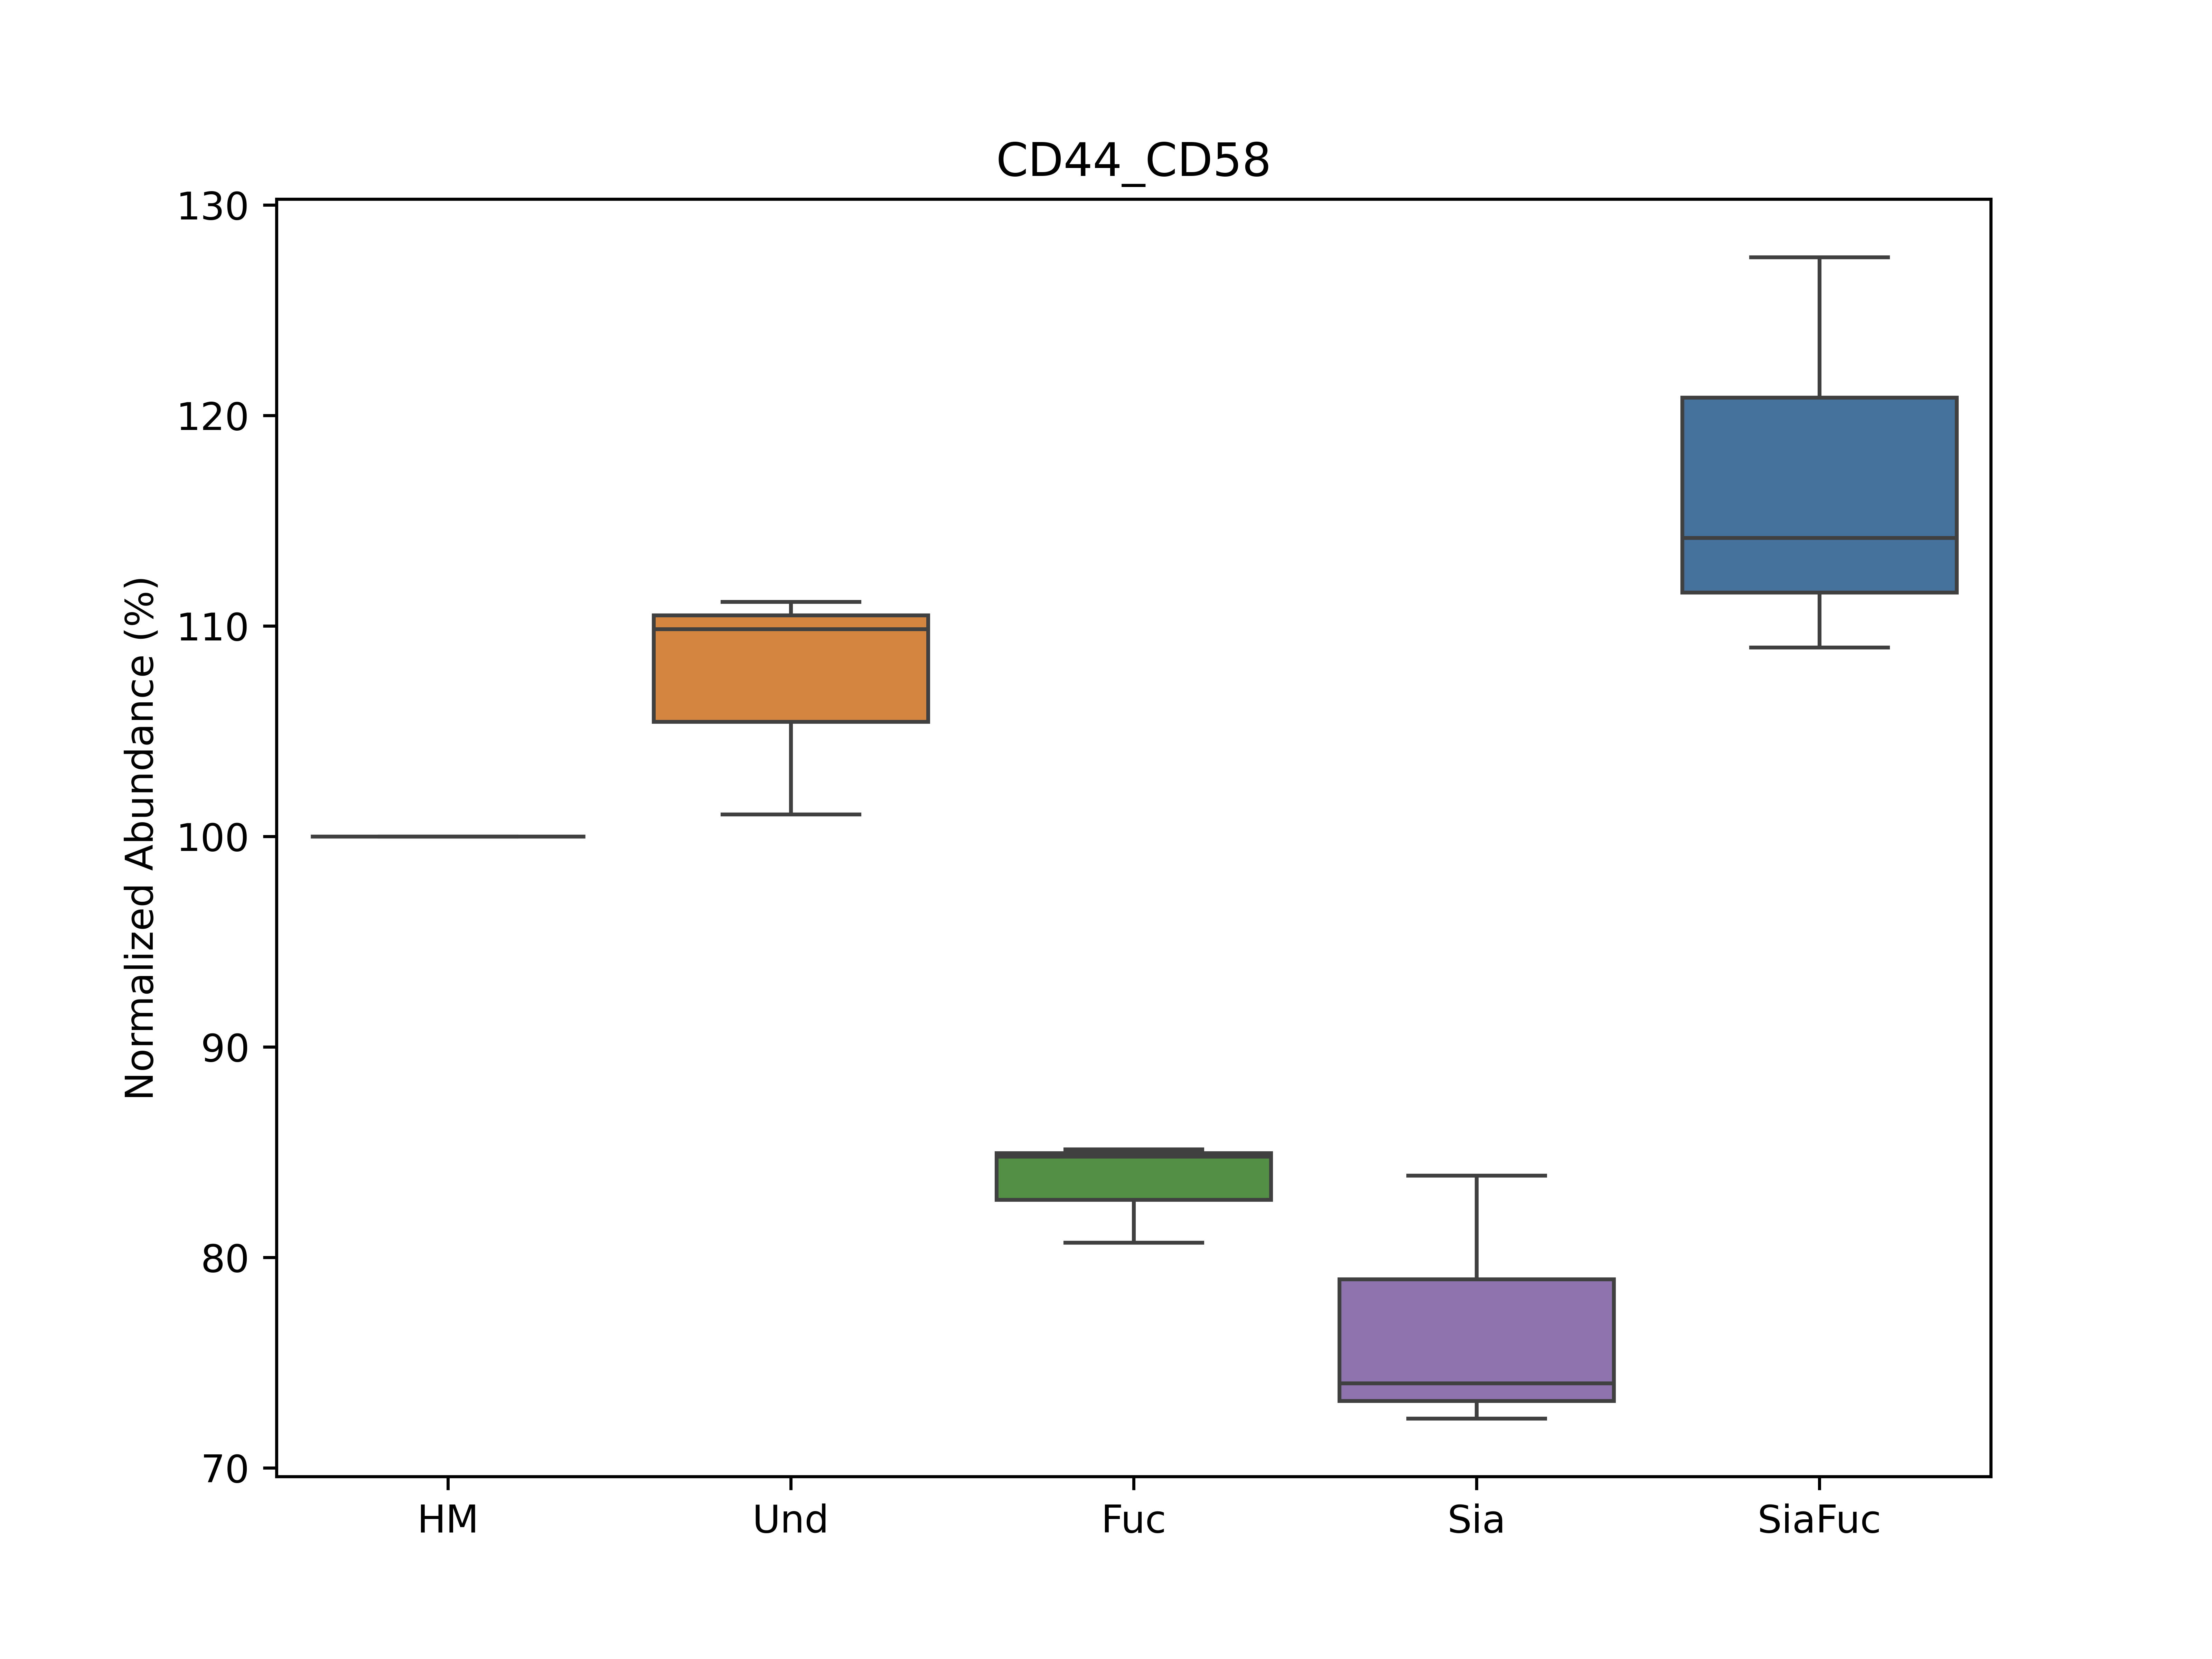 CD44_CD58
Normalized Abundance (%)
130
120
110
100
90
80
70
HM Und Fuc Sia SiaFuc